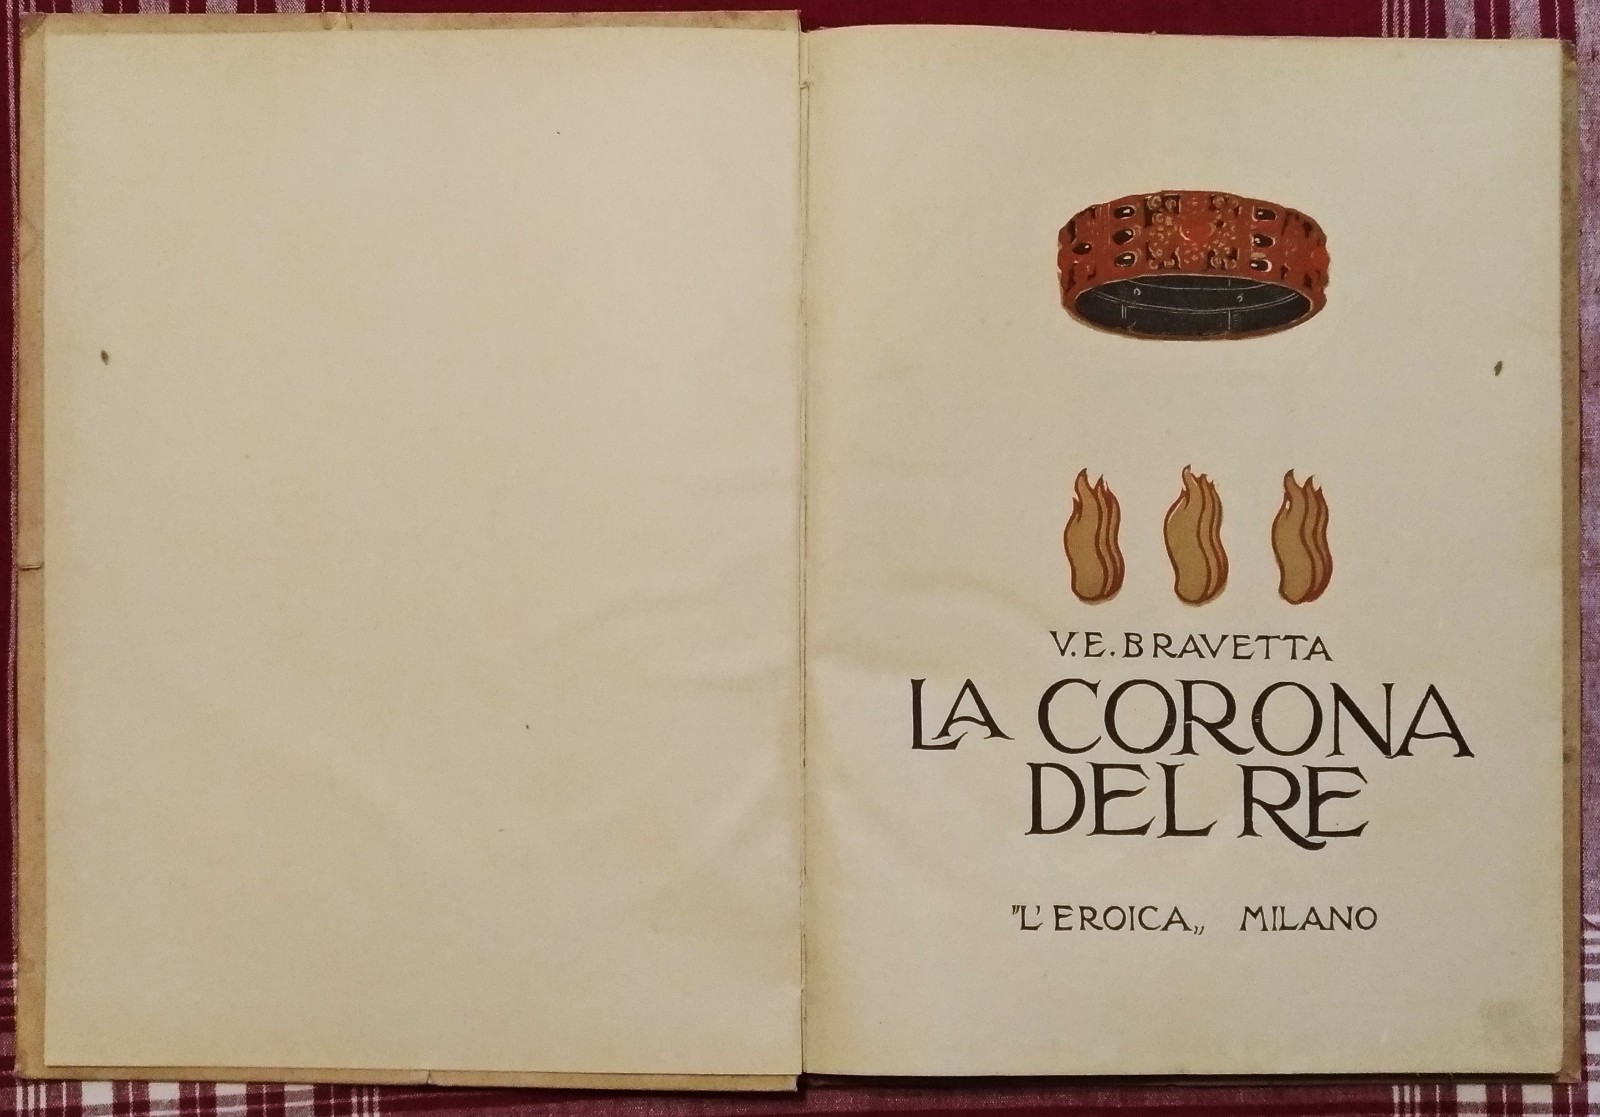 V. E. BRAVETTA
LA CORONA
DEL RE
"L'EROICA„ MILANO